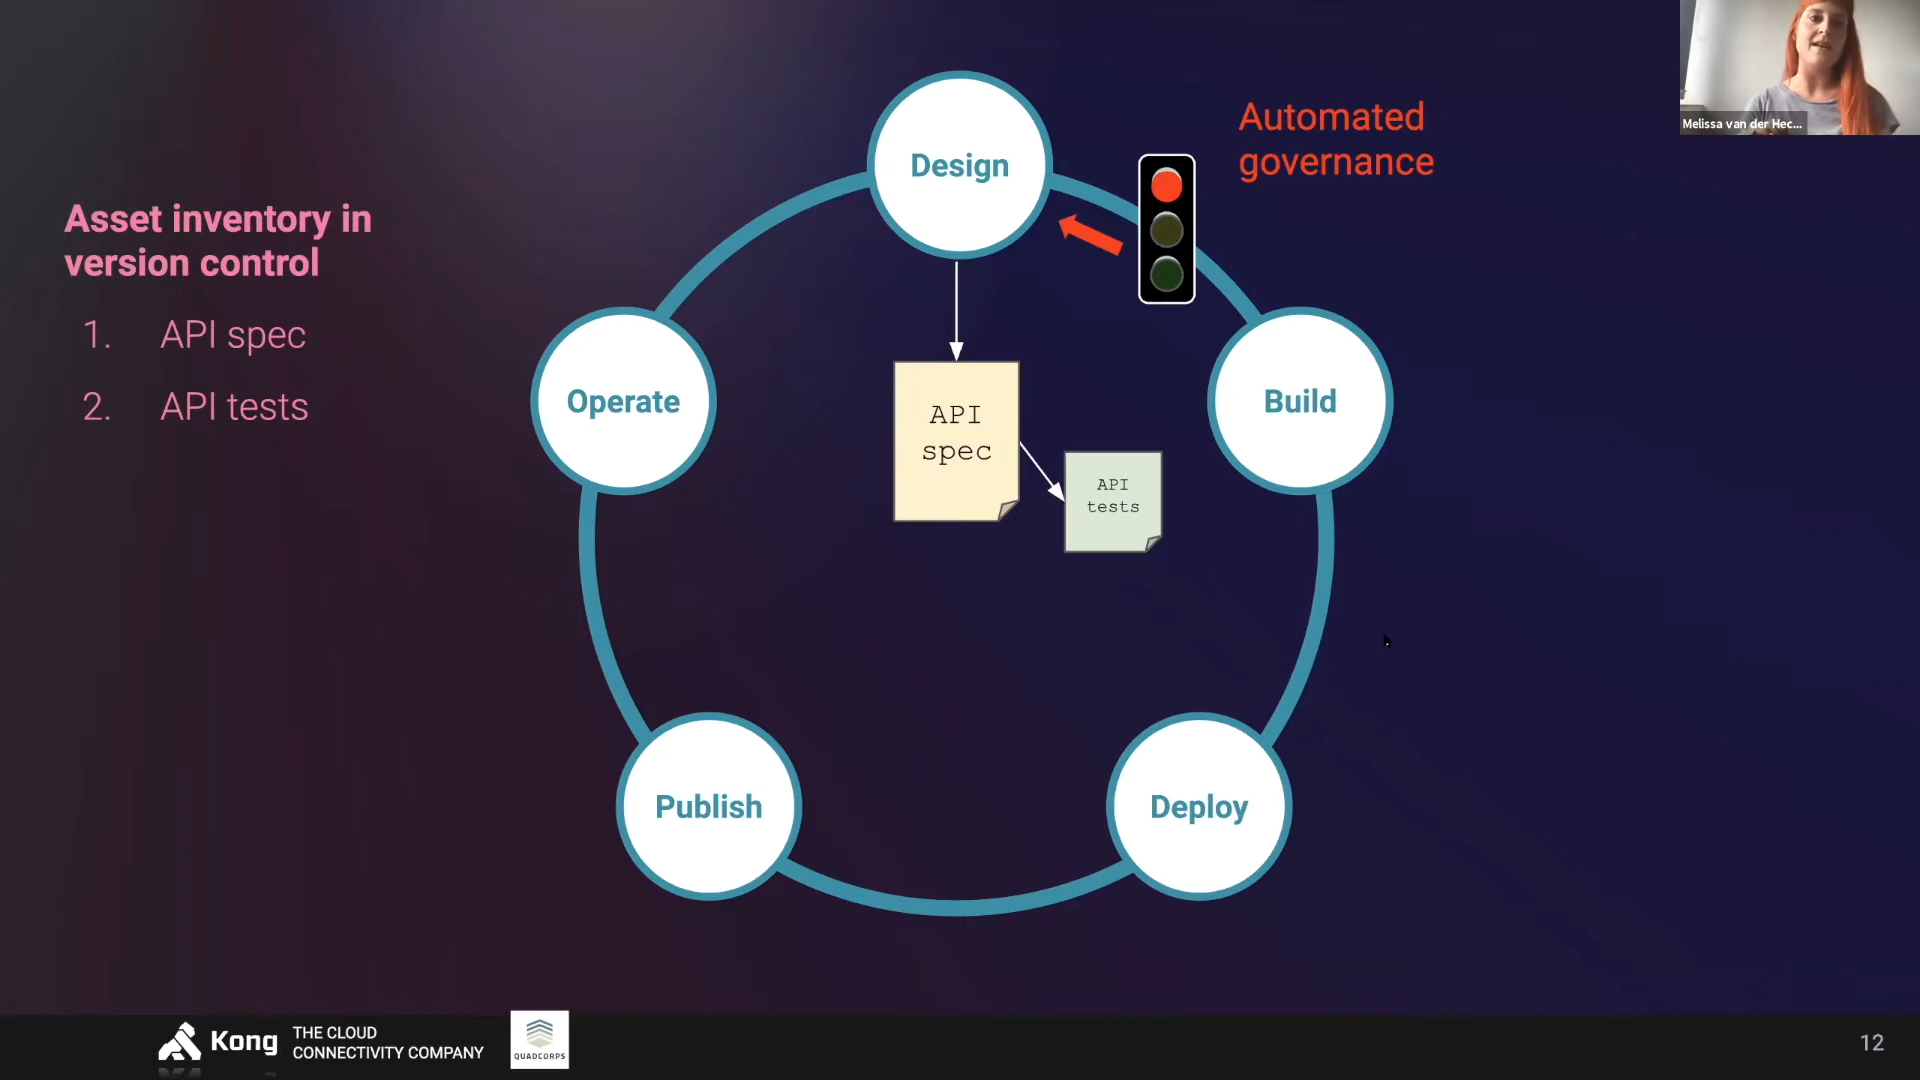 Design
Automated
governance
Melissa van der Hec...
Asset inventory in
version control
1. API spec
2. API tests
Operate
API
spec
API
tests
Build
Publish
Deploy
Kong
THE CLOUD
CONNECTIVITY COMPANY
QUADCORPS
12